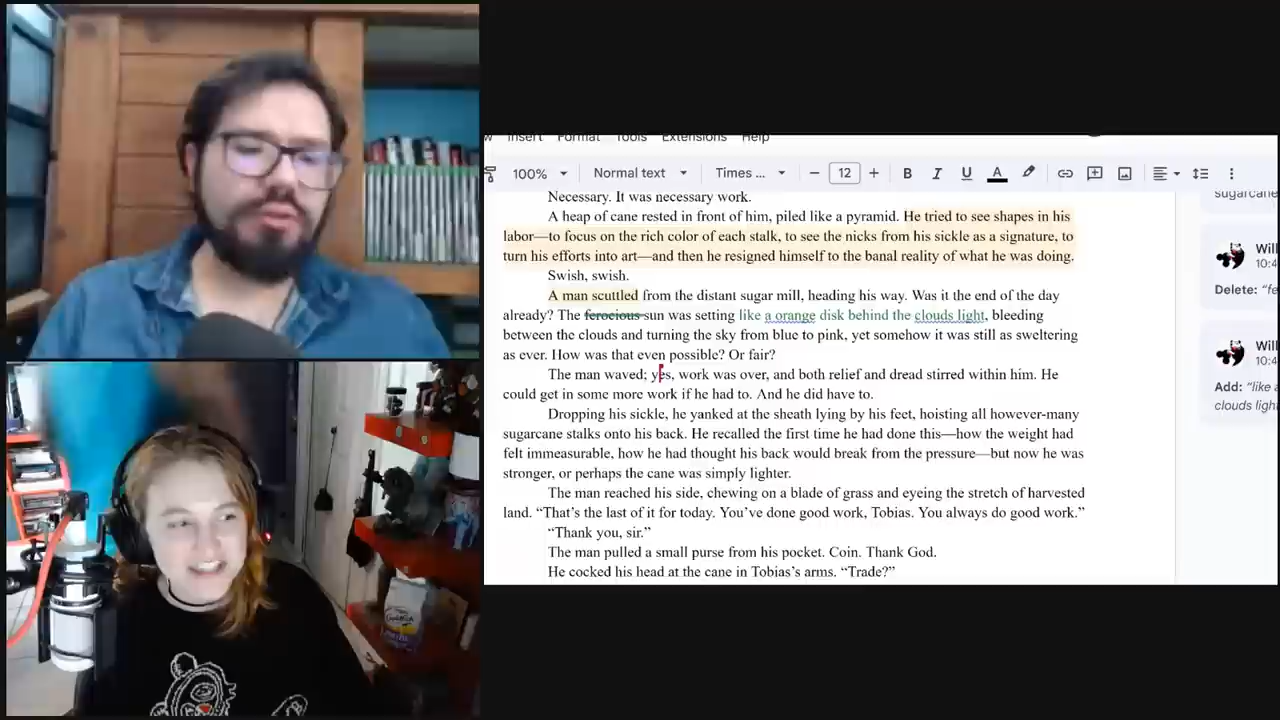 Insert Format Tools Extensions Help
100% Normal text Times ... − 12 + B I U A
Necessary. It was necessary work.
sugarcane
A heap of cane rested in front of him, piled like a pyramid. He tried to see shapes in his
labor—to focus on the rich color of each stalk, to see the nicks from his sickle as a signature, to
turn his efforts into art—and then he resigned himself to the banal reality of what he was doing.
Swish, swish.
A man scuttled from the distant sugar mill, heading his way. Was it the end of the day
already? The ferocious sun was setting like a orange disk behind the clouds light, bleeding
between the clouds and turning the sky from blue to pink, yet somehow it was still as sweltering
as ever. How was that even possible? Or fair?
The man waved; yes, work was over, and both relief and dread stirred within him. He
could get in some more work if he had to. And he did have to.
Dropping his sickle, he yanked at the sheath lying by his feet, hoisting all however-many
sugarcane stalks onto his back. He recalled the first time he had done this—how the weight had
felt immeasurable, how he had thought his back would break from the pressure—but now he was
stronger, or perhaps the cane was simply lighter.
The man reached his side, chewing on a blade of grass and eyeing the stretch of harvested
land. “That’s the last of it for today. You’ve done good work, Tobias. You always do good work.”
“Thank you, sir.”
The man pulled a small purse from his pocket. Coin. Thank God.
He cocked his head at the cane in Tobias’s arms. “Trade?”
Will
10:4
Delete: “fe
Will
10:4
Add: “like a
clouds light